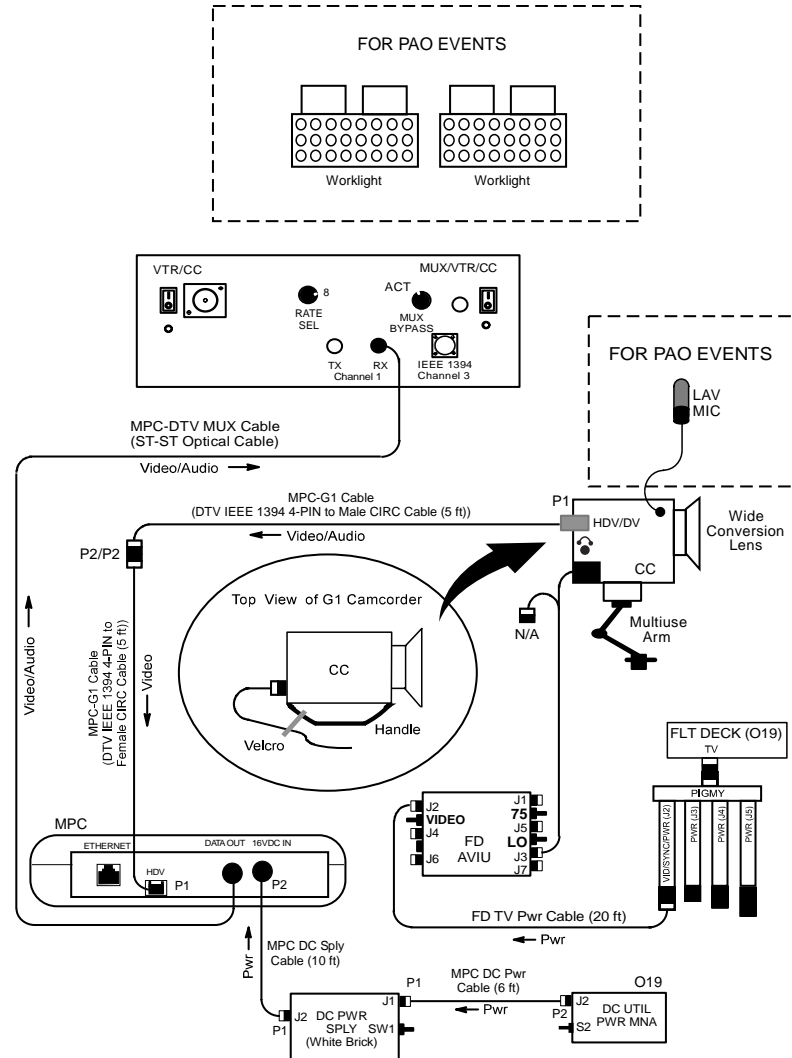 FOR PAO EVENTS
Worklight
Worklight
VTR/CC
8
RATE
SEL
ACT
MUX
BYPASS
MUX/VTR/CC
TX
RX
Channel 1
IEEE 1394
Channel 3
FOR PAO EVENTS
LAV
MIC
MPC-DTV MUX Cable
(ST-ST Optical Cable)
Video/Audio
MPC-G1 Cable
(DTV IEEE 1394 4-PIN to Male CIRC Cable (5 ft))
Video/Audio
P1
HDV/DV
CC
Wide
Conversion
Lens
P2/P2
Top View of G1 Camcorder
CC
Velcro
Handle
N/A
Multiuse
Arm
Video/Audio
MPC-G1 Cable
(DTV IEEE 1394 4-PIN to
Female CIRC Cable (5 ft))
Video
FLT DECK (O19)
TV
PIGMY
VID/SYNC/PWR (J2)
PWR (J3)
PWR (J4)
PWR (J5)
J2
VIDEO
J4
J6
FD
AVIU
J1
75
J5
LO
J3
J7
MPC
ETHERNET
HDV
P1
DATA OUT
16VDC IN
P2
FD TV Pwr Cable (20 ft)
Pwr
Pwr
MPC DC Sply
Cable (10 ft)
P1
MPC DC Pwr
Cable (6 ft)
Pwr
O19
J2
P1
DC PWR
SPLY
(White Brick)
J1
SW1
J2
P2
S2
DC UTIL
PWR MNA